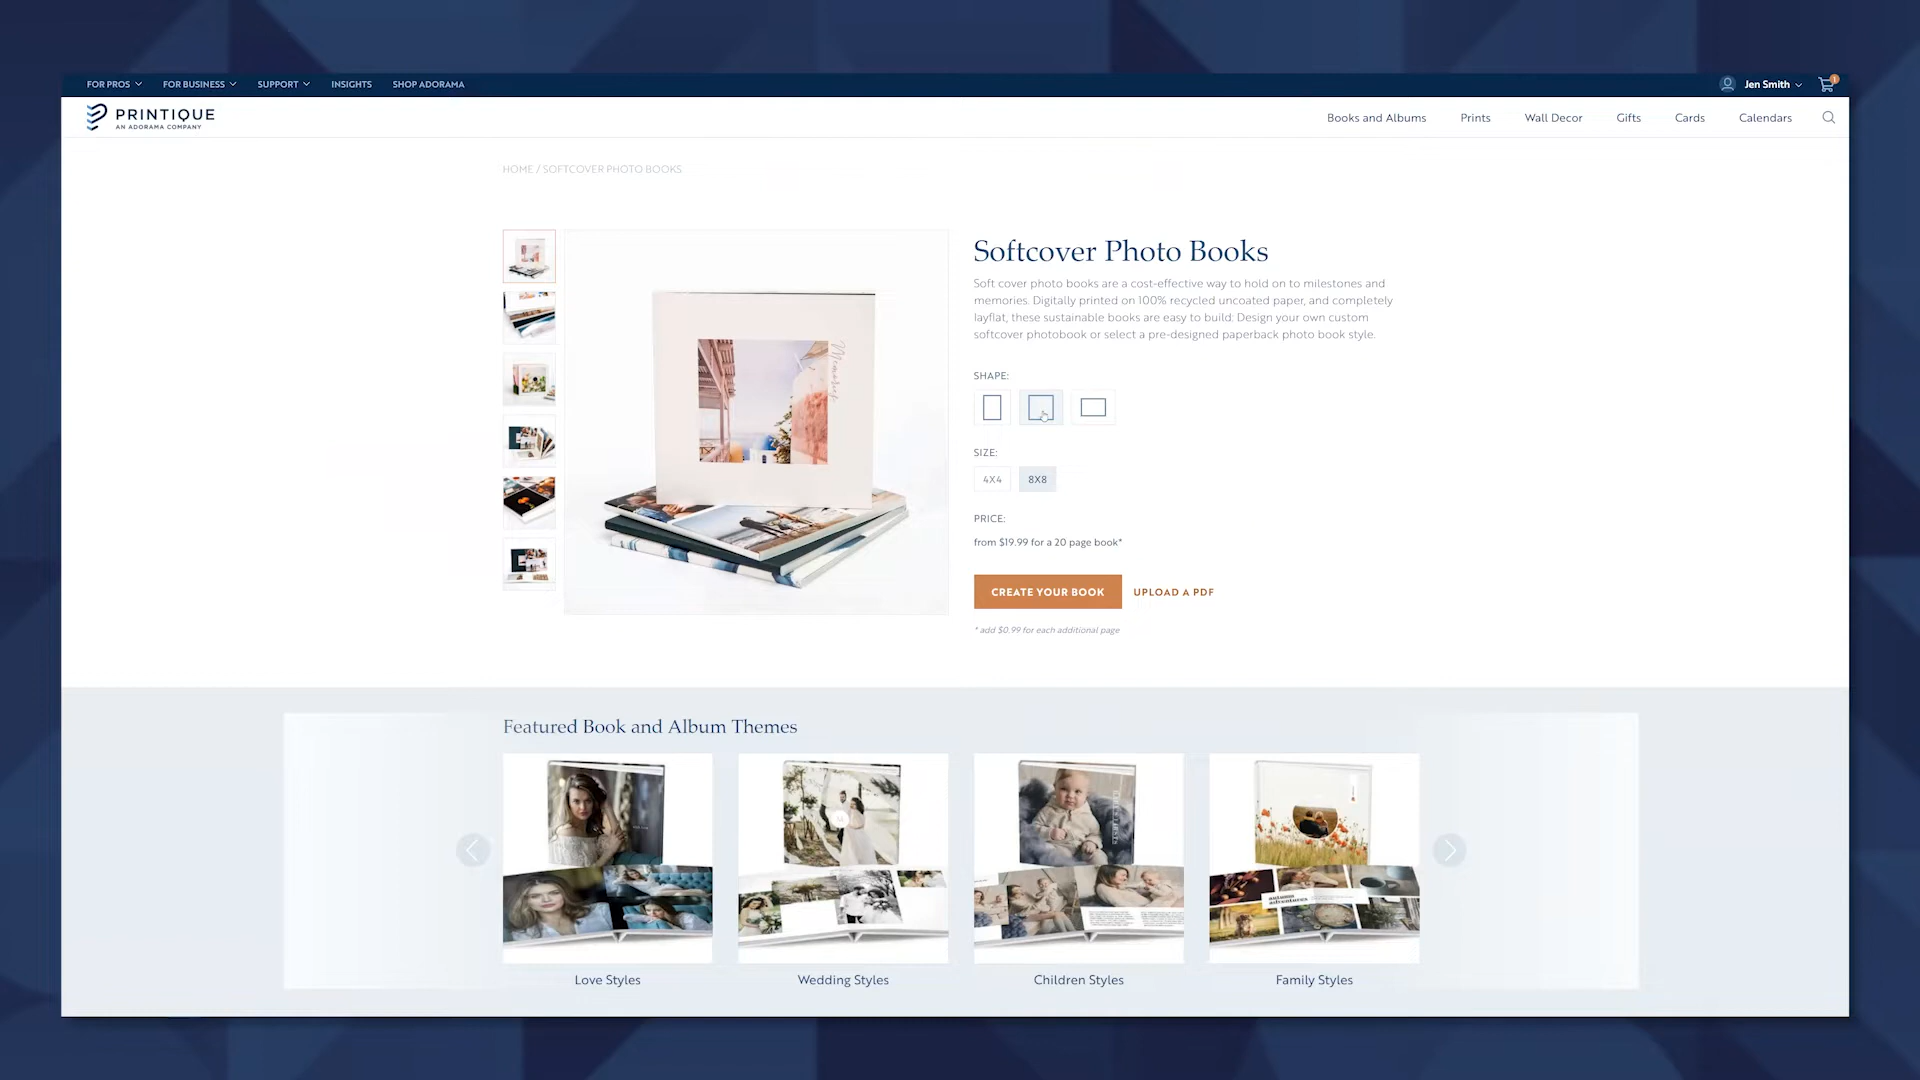 FOR PROS
FOR BUSINESS
SUPPORT
INSIGHTS
SHOP ADORAMA
Jen Smith
1
PRINTIQUE
AN ADORAMA COMPANY
Books and Albums
Prints
Wall Decor
Gifts
Cards
Calendars
HOME / SOFTCOVER PHOTO BOOKS
Softcover Photo Books
Soft cover photo books are a cost-effective way to hold on to milestones and
memories. Digitally printed on 100% recycled uncoated paper, and completely
layflat, these sustainable books are easy to build: Design your own custom
softcover photobook or select a pre-designed paperback photo book style.
Memories
SHAPE:
SIZE:
4X4
8X8
PRICE:
from $19.99 for a 20 page book*
CREATE YOUR BOOK
UPLOAD A PDF
* add $0.99 for each additional page
Featured Book and Album Themes
autumn
adventures
Love Styles
Wedding Styles
Children Styles
Family Styles